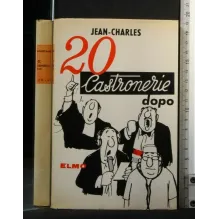 JEAN-CHARLES
20
Castronerie
dopo
ELMO